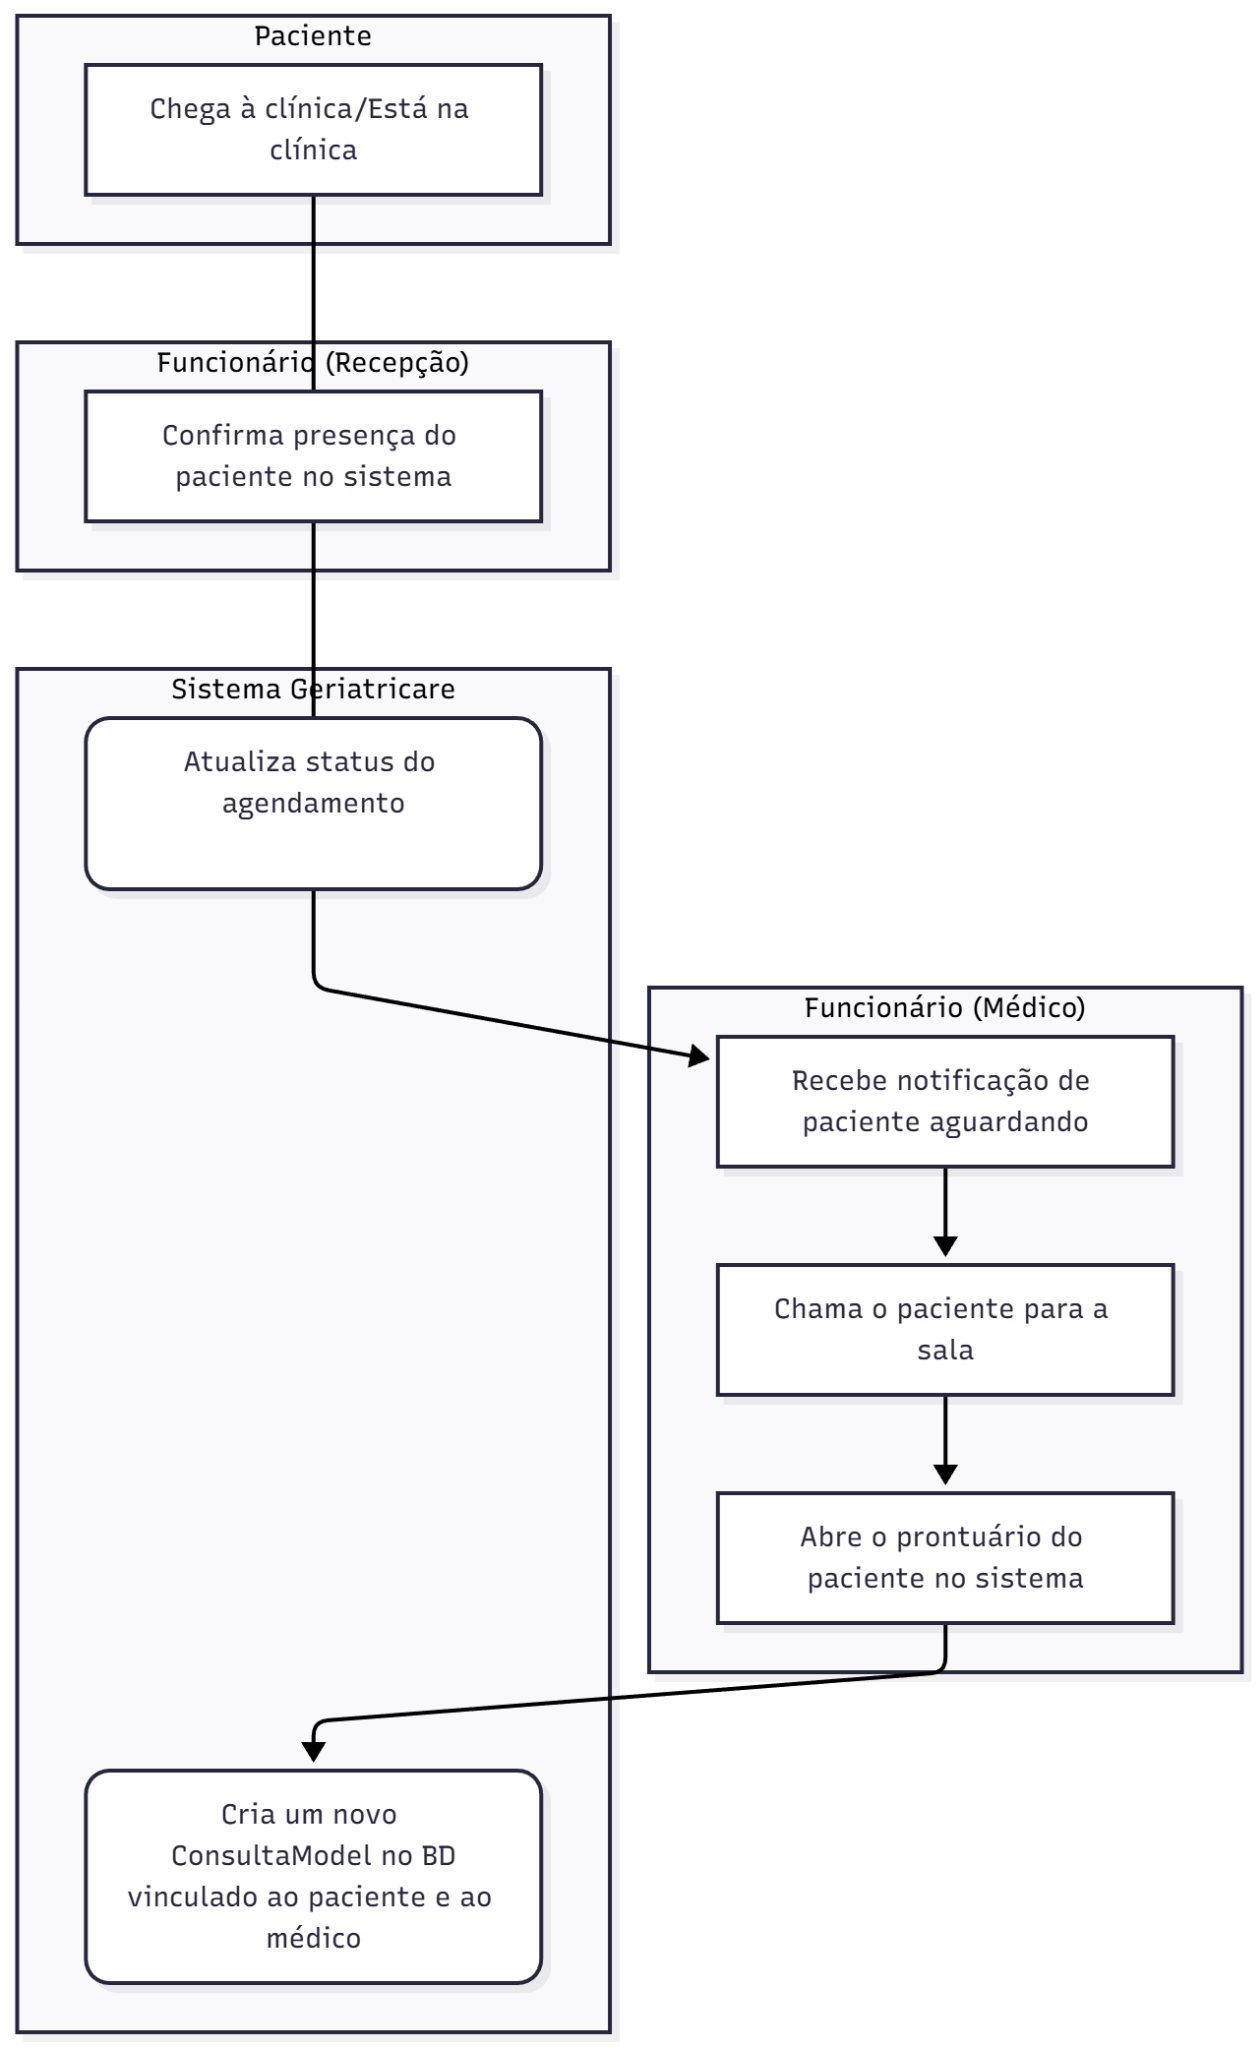 Paciente
Chega à clínica/Está na
clínica
Funcionário (Recepção)
Confirma presença do
paciente no sistema
Sistema Geriatricare
Atualiza status do
agendamento
Funcionário (Médico)
Recebe notificação de
paciente aguardando
Chama o paciente para a
sala
Abre o prontuário do
paciente no sistema
Cria um novo
ConsultaModel no BD
vinculado ao paciente e ao
médico